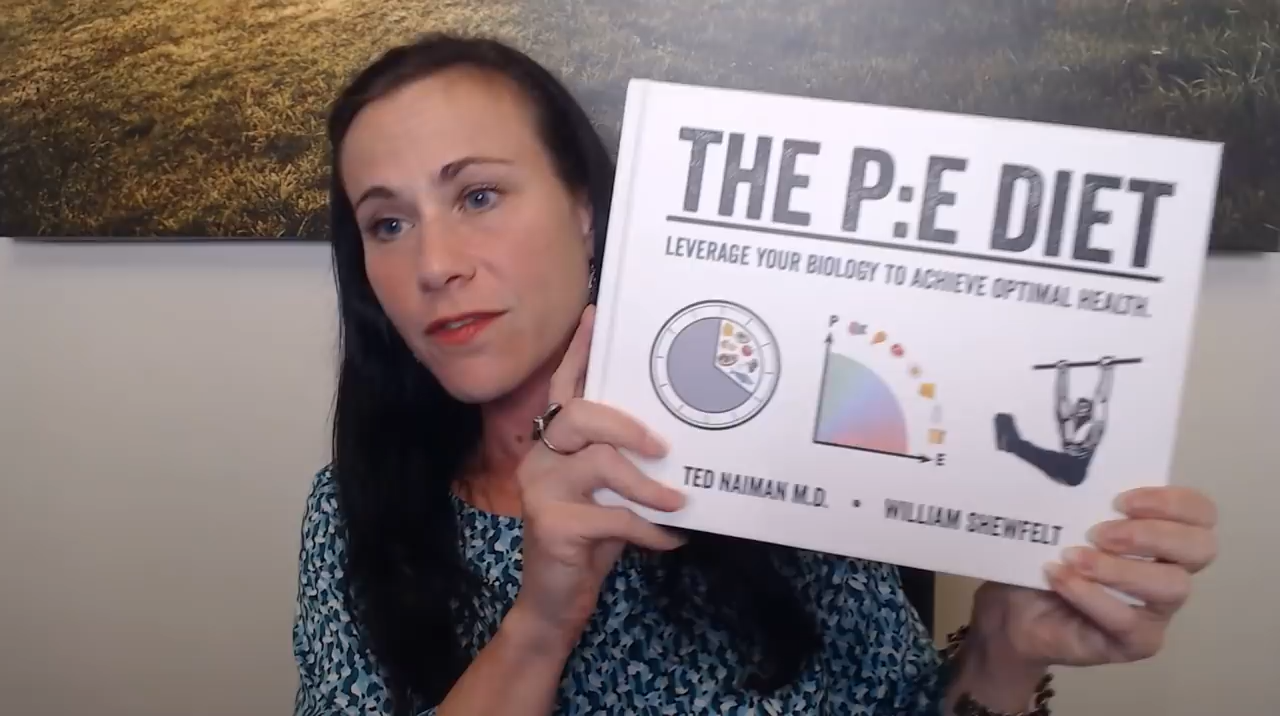 THE P:E DIET
LEVERAGE YOUR BIOLOGY TO ACHIEVE OPTIMAL HEALTH.
P
E
TED NAIMAN M.D. • WILLIAM SHEWFELT